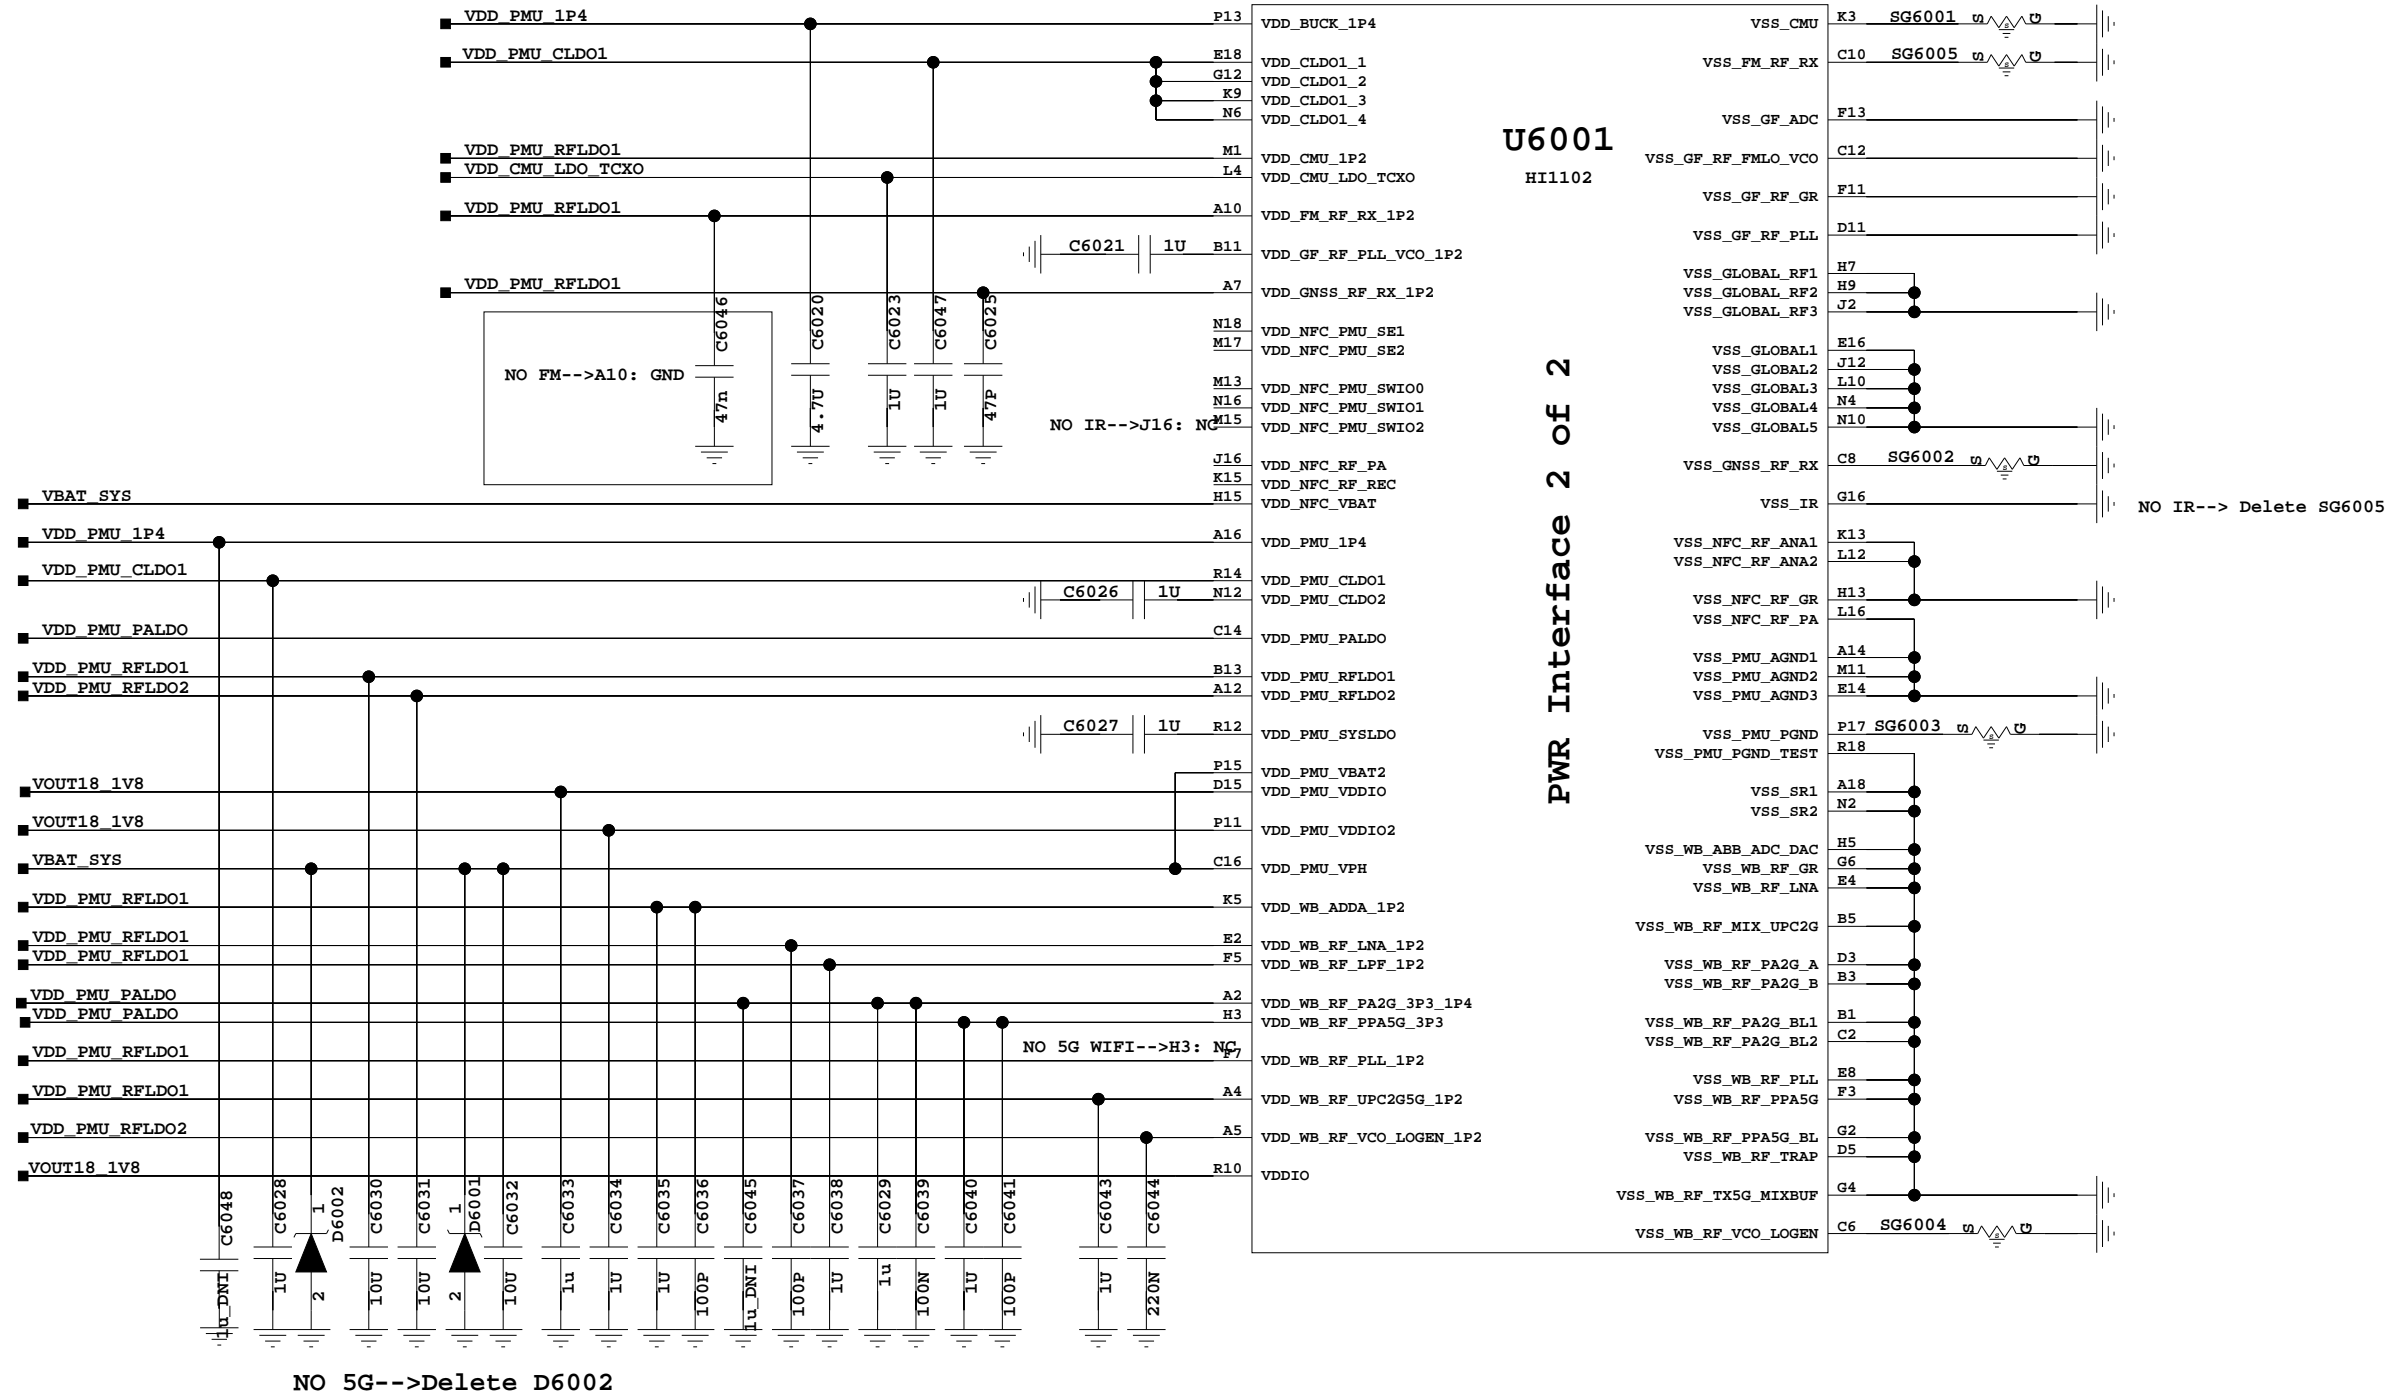 VDD_PMU_1P4
P13 VDD_BUCK_1P4
VDD_PMU_CLDO1
E18 VDD_CLDO1_1
G12 VDD_CLDO1_2
K9 VDD_CLDO1_3
N6 VDD_CLDO1_4
VDD_PMU_RFLDO1
M1 VDD_CMU_1P2
VDD_CMU_LDO_TCXO
L4 VDD_CMU_LDO_TCXO
VDD_PMU_RFLDO1
A10 VDD_FM_RF_RX_1P2
C6021 1U B11 VDD_GF_RF_PLL_VCO_1P2
VDD_PMU_RFLDO1
A7 VDD_GNSS_RF_RX_1P2
C6046 47n
C6020 4.7U
C6023 1U
C6047 1U
C6025 47P
NO FM-->A10: GND
N18 VDD_NFC_PMU_SE1
M17 VDD_NFC_PMU_SE2
M13 VDD_NFC_PMU_SWIO0
N16 VDD_NFC_PMU_SWIO1
NO IR-->J16: NC
M15 VDD_NFC_PMU_SWIO2
J16 VDD_NFC_RF_PA
K15 VDD_NFC_RF_REC
VBAT_SYS
H15 VDD_NFC_VBAT
VDD_PMU_1P4
A16 VDD_PMU_1P4
VDD_PMU_CLDO1
R14 VDD_PMU_CLDO1
C6026 1U N12 VDD_PMU_CLDO2
VDD_PMU_PALDO
C14 VDD_PMU_PALDO
VDD_PMU_RFLDO1
B13 VDD_PMU_RFLDO1
VDD_PMU_RFLDO2
A12 VDD_PMU_RFLDO2
C6027 1U R12 VDD_PMU_SYSLDO
P15 VDD_PMU_VBAT2
VOUT18_1V8
D15 VDD_PMU_VDDIO
VOUT18_1V8
P11 VDD_PMU_VDDIO2
VBAT_SYS
C16 VDD_PMU_VPH
VDD_PMU_RFLDO1
K5 VDD_WB_ADDA_1P2
VDD_PMU_RFLDO1
E2 VDD_WB_RF_LNA_1P2
VDD_PMU_RFLDO1
F5 VDD_WB_RF_LPF_1P2
VDD_PMU_PALDO
A2 VDD_WB_RF_PA2G_3P3_1P4
VDD_PMU_PALDO
H3 VDD_WB_RF_PPA5G_3P3
NO 5G WIFI-->H3: NC
VDD_PMU_RFLDO1
F7 VDD_WB_RF_PLL_1P2
VDD_PMU_RFLDO1
A4 VDD_WB_RF_UPC2G5G_1P2
VDD_PMU_RFLDO2
A5 VDD_WB_RF_VCO_LOGEN_1P2
VOUT18_1V8
R10 VDDIO
C6048 1u_DNI
C6028 1U
1 D6002 2
C6030 10U
C6031 10U
1 D6001 2
C6032 10U
C6033 1u
C6034 1U
C6035 1U
C6036 100P
C6045 1u_DNI
C6037 100P
C6038 1U
C6029 1u
C6039 100N
C6040 1U
C6041 100P
C6043 1U
C6044 220N
NO 5G-->Delete D6002
U6001
HI1102
PWR Interface 2 of 2
VSS_CMU K3 SG6001 S s G
VSS_FM_RF_RX C10 SG6005 S s G
VSS_GF_ADC F13
VSS_GF_RF_FMLO_VCO C12
VSS_GF_RF_GR F11
VSS_GF_RF_PLL D11
VSS_GLOBAL_RF1 H7
VSS_GLOBAL_RF2 H9
VSS_GLOBAL_RF3 J2
VSS_GLOBAL1 E16
VSS_GLOBAL2 J12
VSS_GLOBAL3 L10
VSS_GLOBAL4 N4
VSS_GLOBAL5 N10
VSS_GNSS_RF_RX C8 SG6002 S s G
VSS_IR G16
NO IR--> Delete SG6005
VSS_NFC_RF_ANA1 K13
VSS_NFC_RF_ANA2 L12
VSS_NFC_RF_GR H13
VSS_NFC_RF_PA L16
VSS_PMU_AGND1 A14
VSS_PMU_AGND2 M11
VSS_PMU_AGND3 E14
VSS_PMU_PGND P17 SG6003 S s G
VSS_PMU_PGND_TEST R18
VSS_SR1 A18
VSS_SR2 N2
VSS_WB_ABB_ADC_DAC H5
VSS_WB_RF_GR G6
VSS_WB_RF_LNA E4
VSS_WB_RF_MIX_UPC2G B5
VSS_WB_RF_PA2G_A D3
VSS_WB_RF_PA2G_B B3
VSS_WB_RF_PA2G_BL1 B1
VSS_WB_RF_PA2G_BL2 C2
VSS_WB_RF_PLL E8
VSS_WB_RF_PPA5G F3
VSS_WB_RF_PPA5G_BL G2
VSS_WB_RF_TRAP D5
VSS_WB_RF_TX5G_MIXBUF G4
VSS_WB_RF_VCO_LOGEN C6 SG6004 S s G